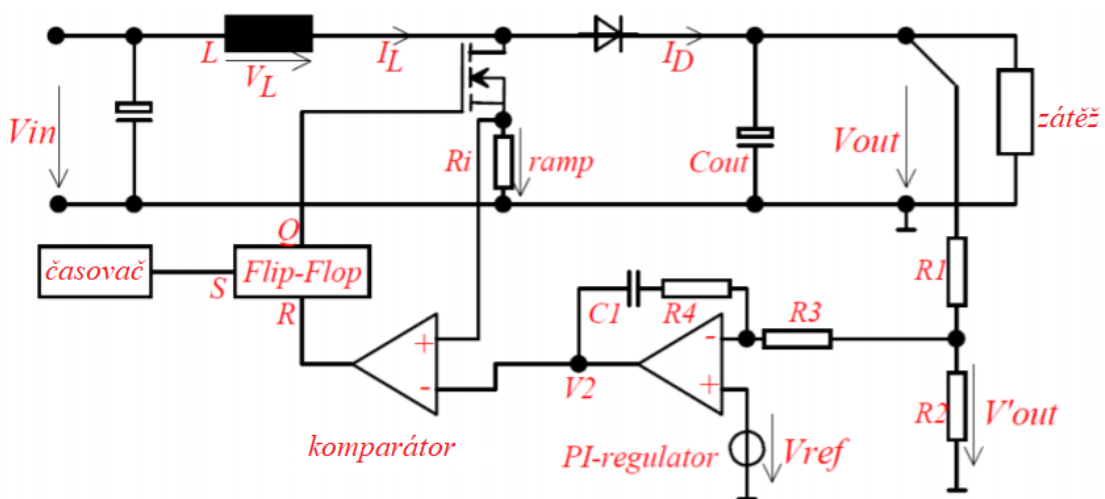 L
VL
IL
ID
Vin
Ri
ramp
Cout
Vout
zátěž
Q
časovač
Flip-Flop
S
R
R1
C1
R4
R3
+
-
-
+
V2
R2
V'out
komparátor
PI-regulator
Vref